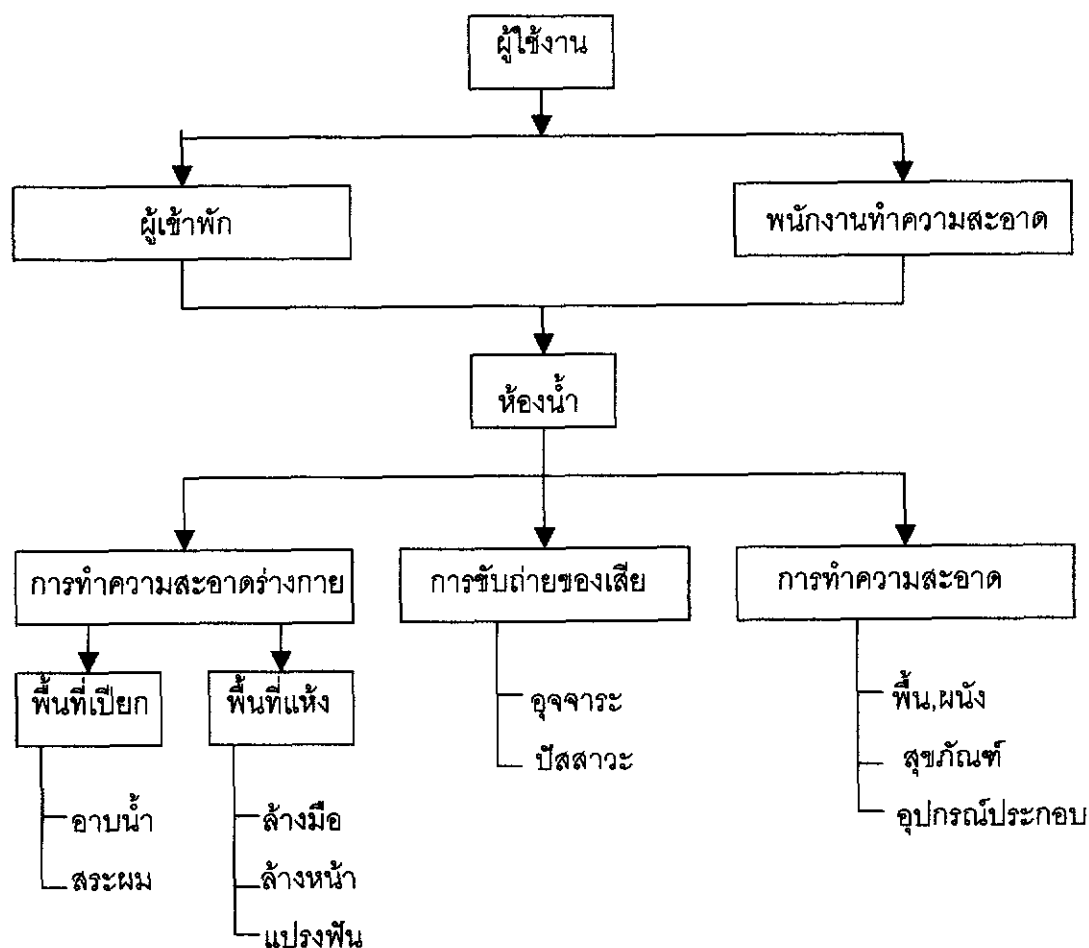 ผู้ใช้งาน
ผู้เข้าพัก
พนักงานทำความสะอาด
ห้องน้ำ
การทำความสะอาดร่างกาย
การขับถ่ายของเสีย
การทำความสะอาด
พื้นที่เปียก
พื้นที่แห้ง
อาบน้ำ
สระผม
ล้างมือ
ล้างหน้า
แปรงฟัน
อุจจาระ
ปัสสาวะ
พื้น,ผนัง
สุขภัณฑ์
อุปกรณ์ประกอบ